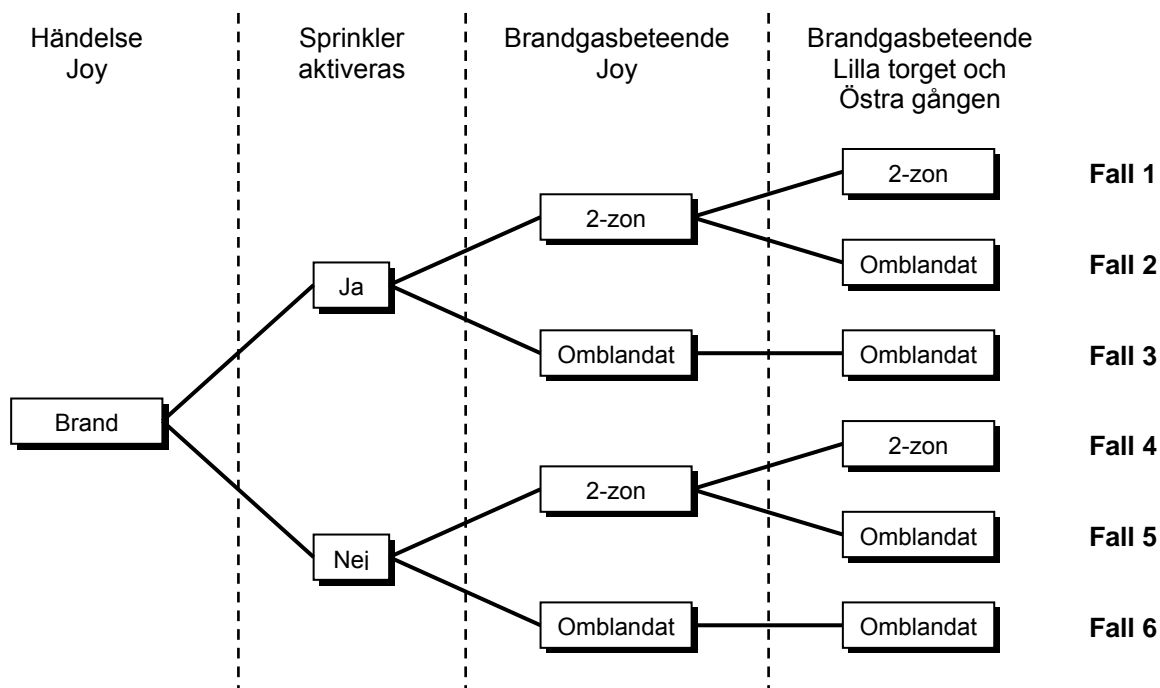 Händelse
Joy
Sprinkler
aktiveras
Brandgasbeteende
Joy
Brandgasbeteende
Lilla torget och
Östra gången
2-zon
Fall 1
2-zon
Omblandat
Fall 2
Ja
Omblandat
Omblandat
Fall 3
Brand
2-zon
Fall 4
2-zon
Omblandat
Fall 5
Nej
Omblandat
Omblandat
Fall 6